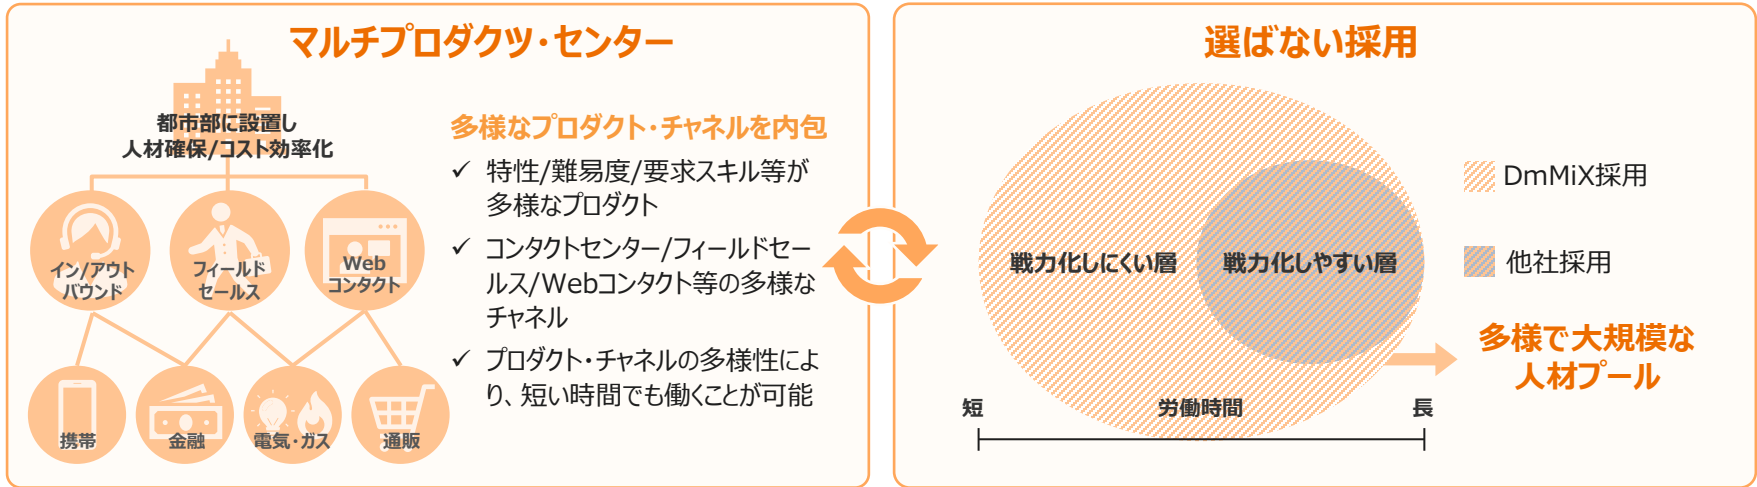 マルチプロダクツ・センター
都市部に設置し
人材確保/コスト効率化
イン/アウト
バウンド
フィールド
セールス
Web
コンタクト
携帯
金融
電気・ガス
通販
多様なプロダクト・チャネルを内包
✓ 特性/難易度/要求スキル等が
多様なプロダクト
✓ コンタクトセンター/フィールドセー
ルス/Webコンタクト等の多様な
チャネル
✓ プロダクト・チャネルの多様性によ
り、短い時間でも働くことが可能
選ばない採用
戦力化しにくい層
戦力化しやすい層
DmMiX採用
他社採用
多様で大規模な
人材プール
短
労働時間
長